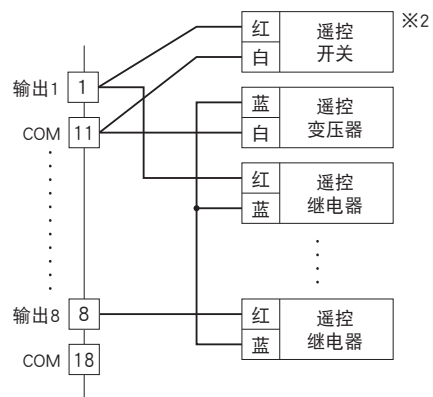 红 遥控 ※2
白 开关
输出1 1
蓝 遥控
COM 11 白 变压器
红 遥控
蓝 继电器
输出8 8 红 遥控
蓝 继电器
COM 18